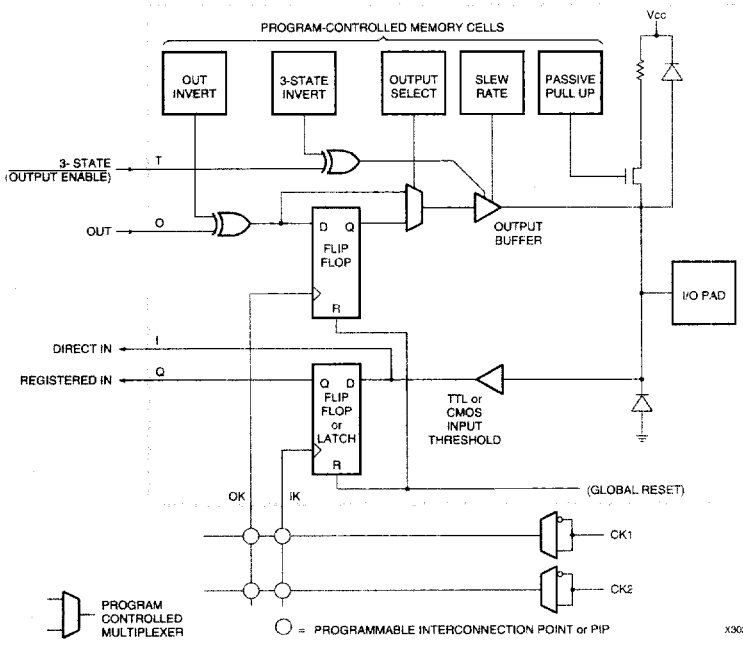 Vcc
PROGRAM-CONTROLLED MEMORY CELLS
OUT
INVERT
3-STATE
INVERT
OUTPUT
SELECT
SLEW
RATE
PASSIVE
PULL UP
3- STATE
(OUTPUT ENABLE)
T
OUT
O
D Q
FLIP
FLOP
R
OUTPUT
BUFFER
I/O PAD
DIRECT IN
I
REGISTERED IN
Q
Q D
FLIP
FLOP
or
LATCH
R
TTL or
CMOS
INPUT
THRESHOLD
OK
IK
(GLOBAL RESET)
CK1
CK2
PROGRAM
CONTROLLED
MULTIPLEXER
= PROGRAMMABLE INTERCONNECTION POINT or PIP